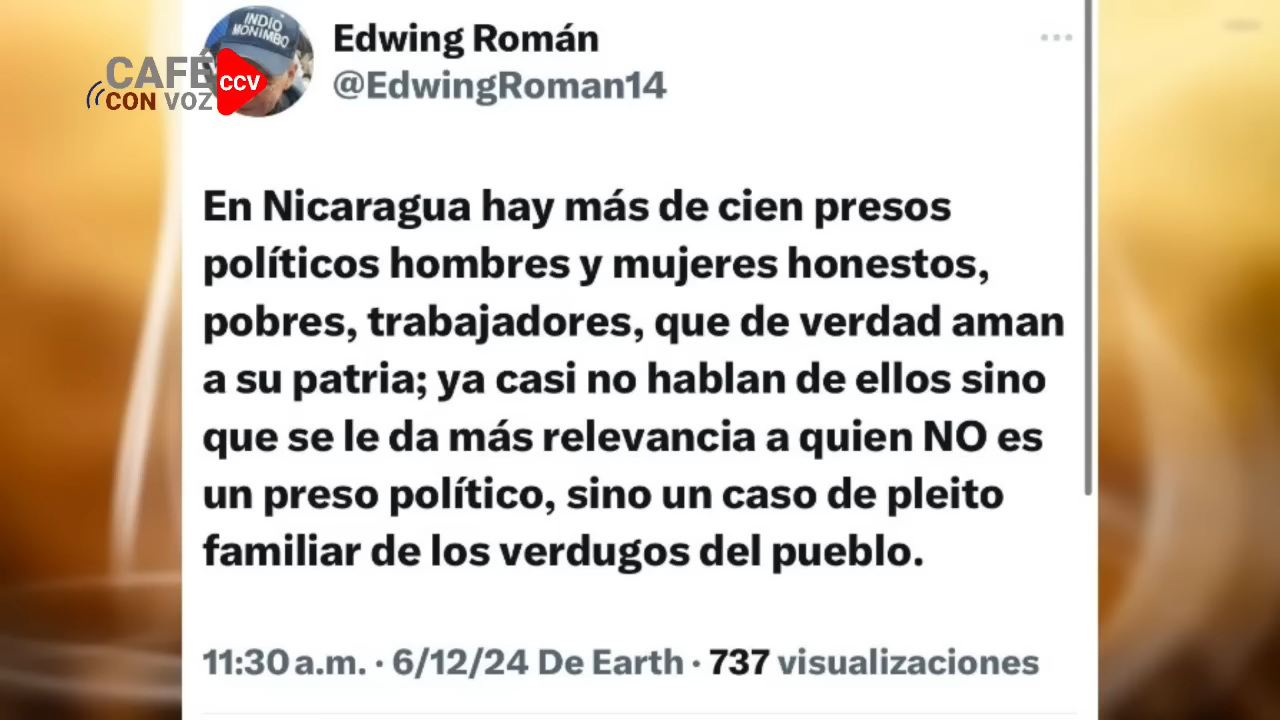 INDIO
MONIMBO
CAFÉ
CON VOZ
CCV
Edwing Román
@EdwingRoman14
En Nicaragua hay más de cien presos
políticos hombres y mujeres honestos,
pobres, trabajadores, que de verdad aman
a su patria; ya casi no hablan de ellos sino
que se le da más relevancia a quien NO es
un preso político, sino un caso de pleito
familiar de los verdugos del pueblo.
11:30 a.m. · 6/12/24 De Earth · 737 visualizaciones